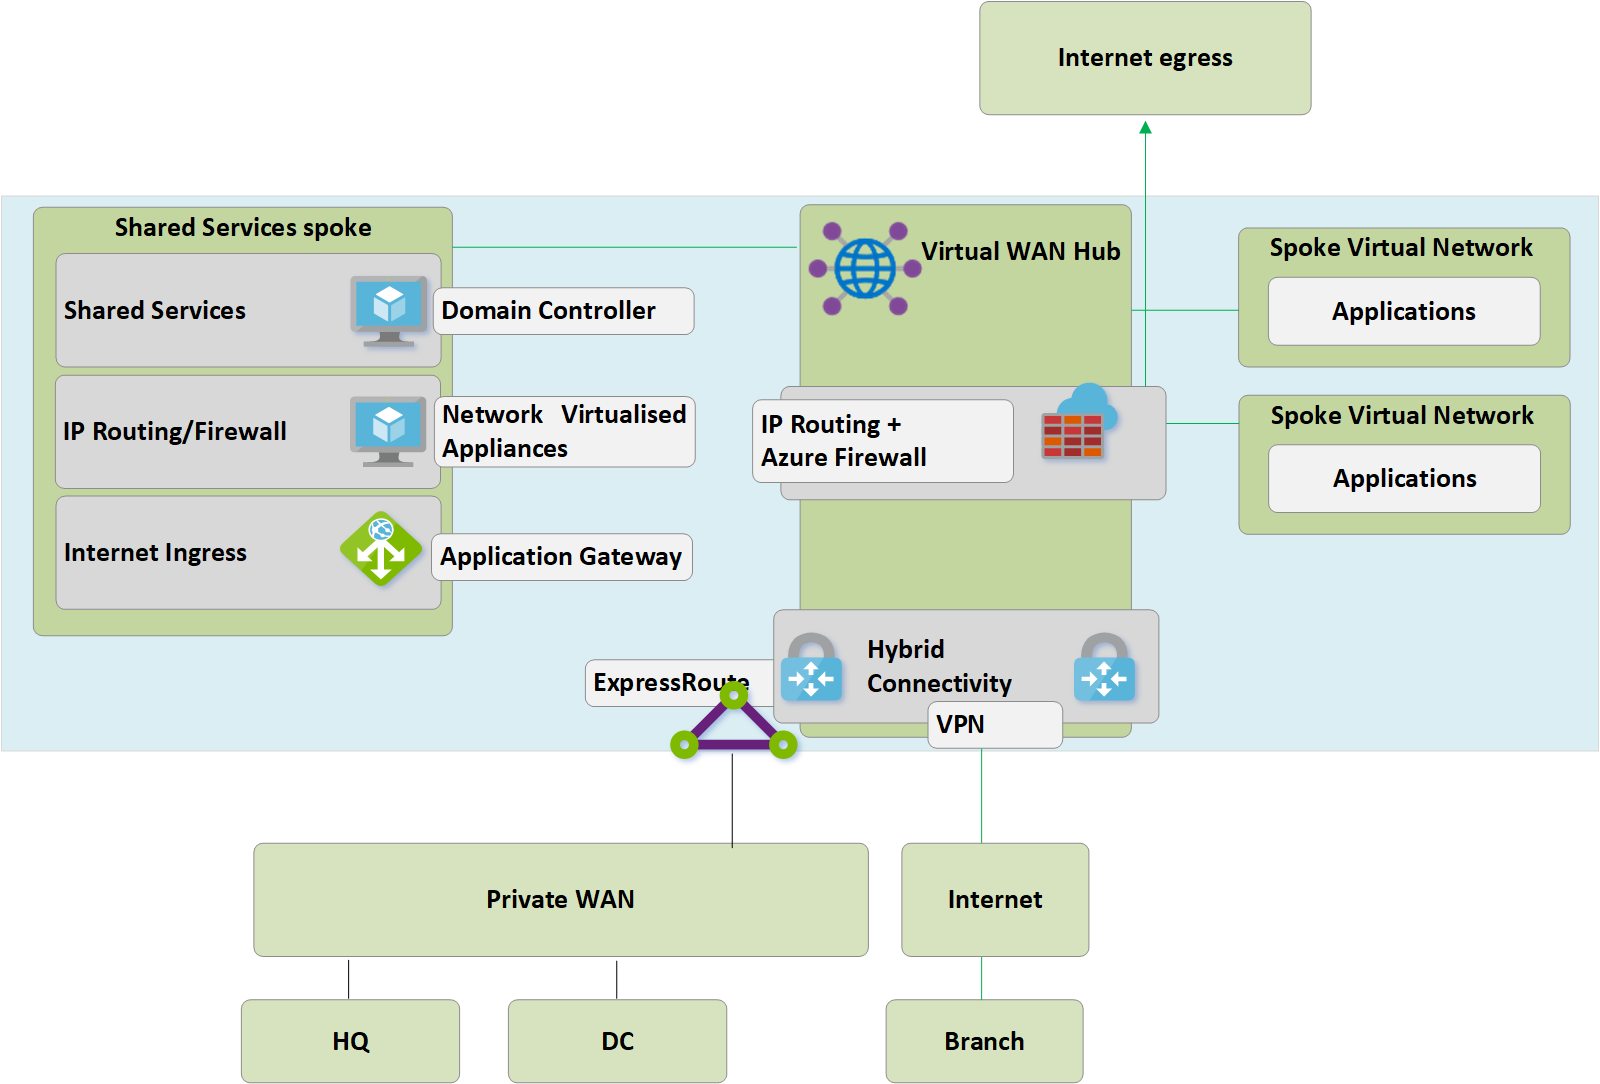 Internet egress
Shared Services spoke
Shared Services
Domain Controller
IP Routing/Firewall
Network Virtualised
Appliances
Internet Ingress
Application Gateway
Virtual WAN Hub
IP Routing +
Azure Firewall
Spoke Virtual Network
Applications
Spoke Virtual Network
Applications
Hybrid
Connectivity
ExpressRoute
VPN
Private WAN
Internet
HQ
DC
Branch